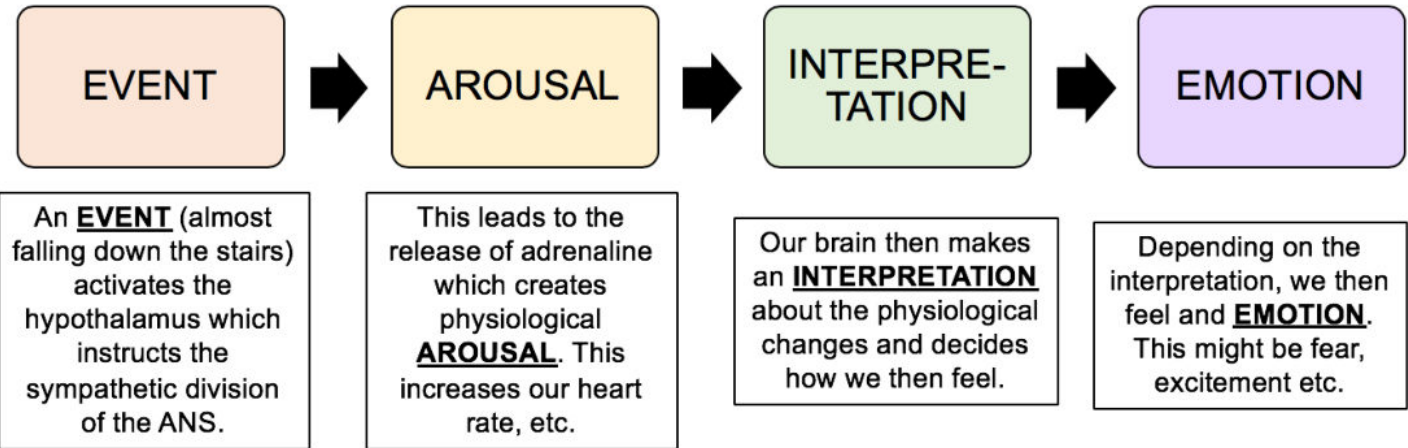 EVENT
AROUSAL
INTERPRE-
TATION
EMOTION
An EVENT (almost
falling down the stairs)
activates the
hypothalamus which
instructs the
sympathetic division
of the ANS.
This leads to the
release of adrenaline
which creates
physiological
AROUSAL. This
increases our heart
rate, etc.
Our brain then makes
an INTERPRETATION
about the physiological
changes and decides
how we then feel.
Depending on the
interpretation, we then
feel and EMOTION.
This might be fear,
excitement etc.